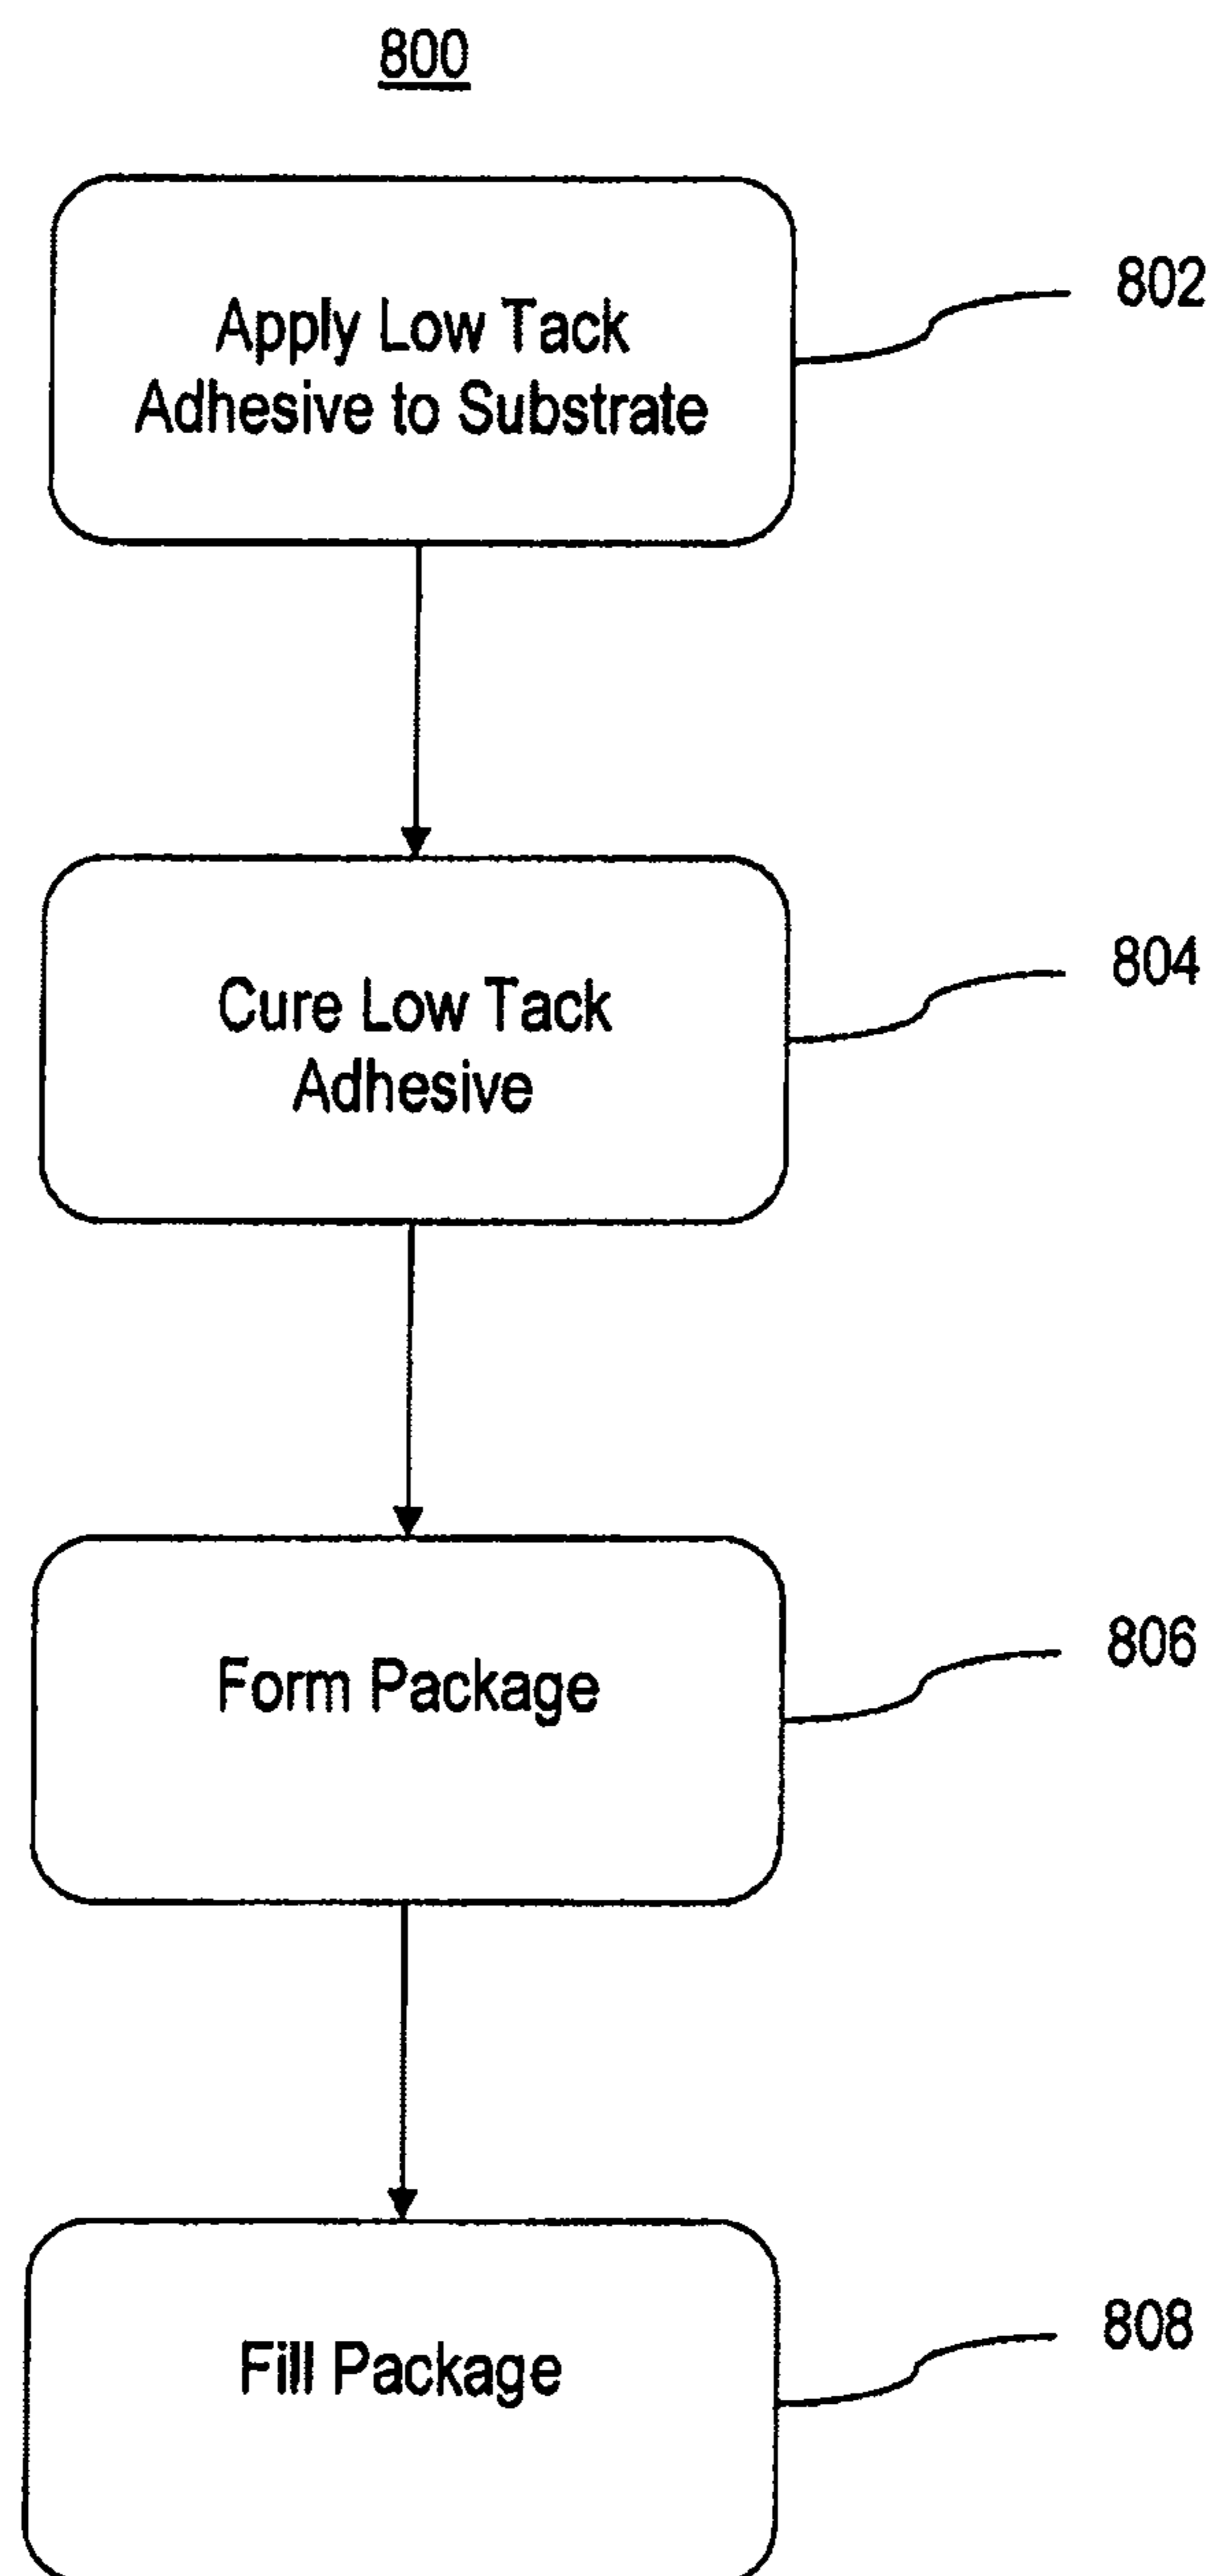 800
Apply Low Tack
Adhesive to Substrate
802
Cure Low Tack
Adhesive
804
Form Package
806
Fill Package
808